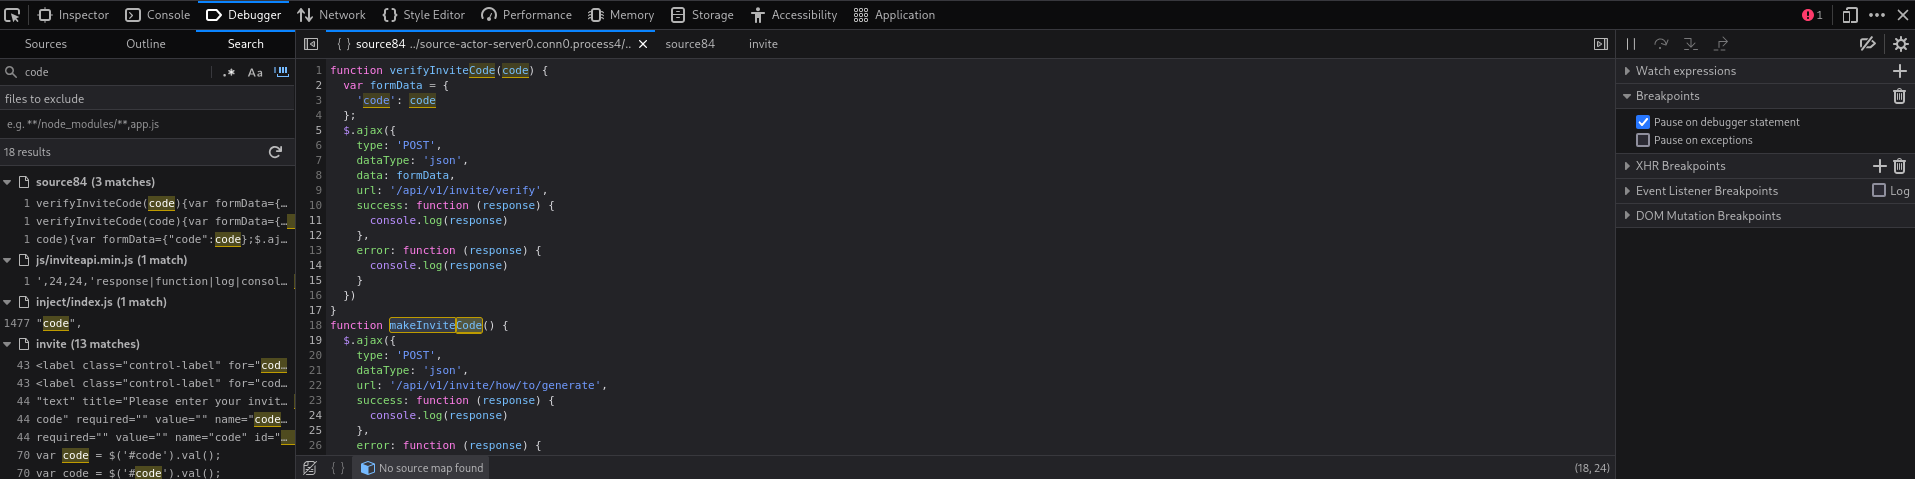 Inspector Console Debugger Network Style Editor Performance Memory Storage Accessibility Application 1
Sources Outline Search
code .* Aa
files to exclude
e.g. **/node_modules/**,app.js
18 results
source84 (3 matches)
1 verifyInviteCode(code){var formData={…
1 verifyInviteCode(code){var formData={…
1 code){var formData={"code":code};$.aj…
js/inviteapi.min.js (1 match)
1 ',24,24,'response|function|log|consol…
inject/index.js (1 match)
1477 "code",
invite (13 matches)
43 <label class="control-label" for="cod…
43 <label class="control-label" for="cod…
44 "text" title="Please enter your invit…
44 code" required="" value="" name="code…
44 required="" value="" name="code" id="…
70 var code = $('#code').val();
70 var code = $('#code').val();
{ } source84 ../source-actor-server0.conn0.process4/.. source84 invite
1 function verifyInviteCode(code) {
2 var formData = {
3 'code': code
4 };
5 $.ajax({
6 type: 'POST',
7 dataType: 'json',
8 data: formData,
9 url: '/api/v1/invite/verify',
10 success: function (response) {
11 console.log(response)
12 },
13 error: function (response) {
14 console.log(response)
15 }
16 })
17 }
18 function makeInviteCode() {
19 $.ajax({
20 type: 'POST',
21 dataType: 'json',
22 url: '/api/v1/invite/how/to/generate',
23 success: function (response) {
24 console.log(response)
25 },
26 error: function (response) {
{ } No source map found (18, 24)
Watch expressions
Breakpoints
Pause on debugger statement
Pause on exceptions
XHR Breakpoints
Event Listener Breakpoints Log
DOM Mutation Breakpoints